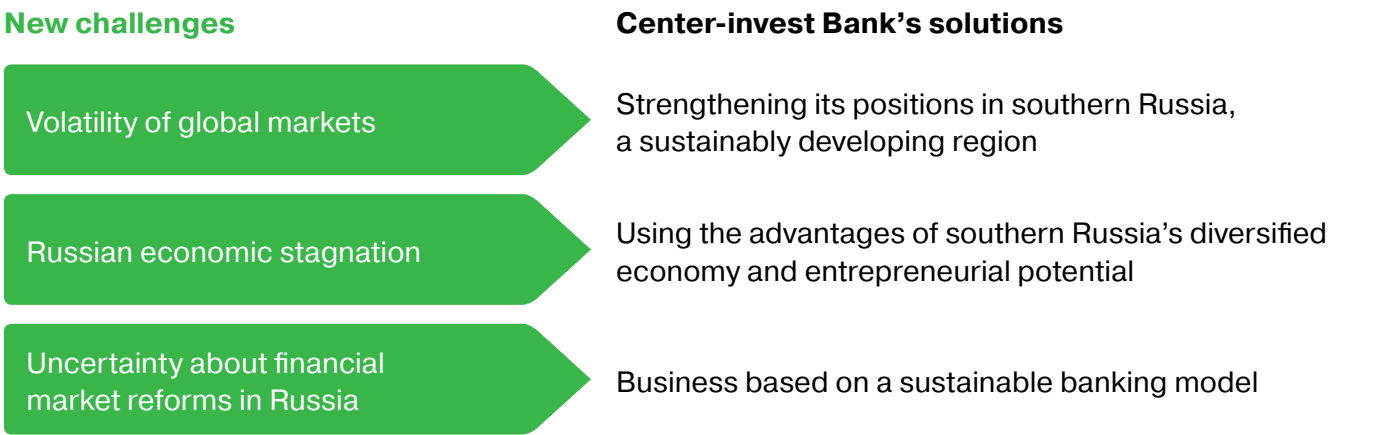 New challenges
Center-invest Bank's solutions
Volatility of global markets
Strengthening its positions in southern Russia,
a sustainably developing region
Russian economic stagnation
Using the advantages of southern Russia's diversified
economy and entrepreneurial potential
Uncertainty about financial
market reforms in Russia
Business based on a sustainable banking model